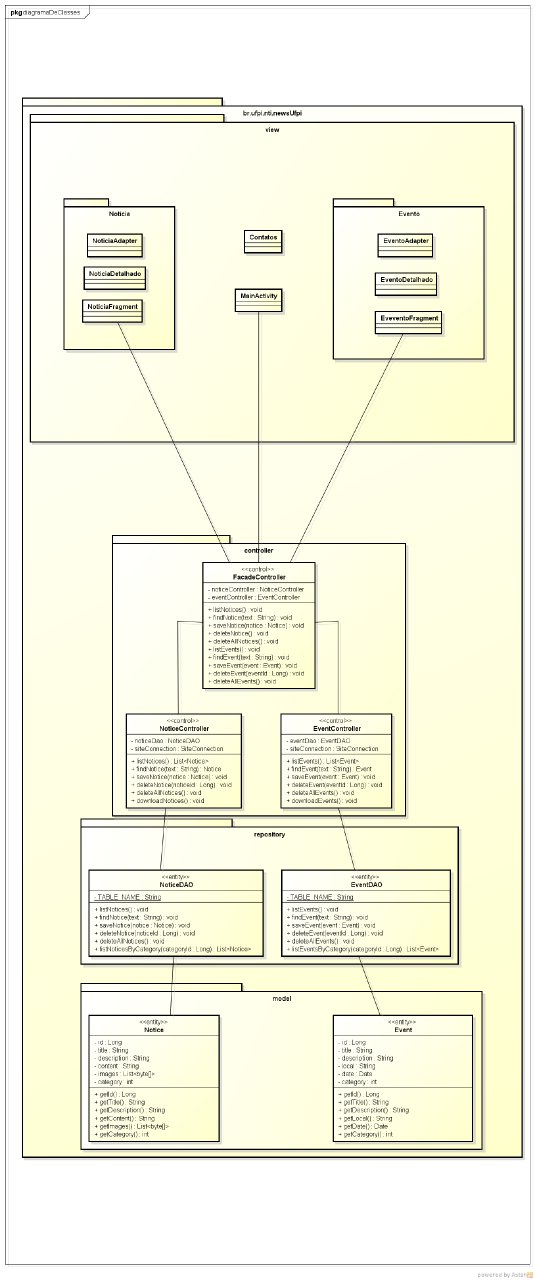 pkg diagramaDeClasses
br.ufpi.nti.newsUfpi
view
Notícia
NoticiaAdapter
NoticiaDetalhado
NoticiaFragment
Contatos
MainActivity
Evento
EventoAdapter
EventoDetalhado
EveventoFragment
controller
<<control>>
FacadeController
- noticeController : NoticeController
- eventController : EventController
+ listNotices() : void
+ findNotice(text : String) : void
+ saveNotice(notice : Notice) : void
+ deleteNotice() : void
+ deleteAllNotices() : void
+ listEvents() : void
+ findEvent(text : String) : void
+ saveEvent(event : Event) : void
+ deleteEvent(eventId : Long) : void
+ deleteAllEvents() : void
<<control>>
NoticeController
- noticeDao : NoticeDAO
- siteConnection : SiteConnection
+ listNotices() : List<Notice>
+ findNotice(text : String) : Notice
+ saveNotice(notice : Notice) : void
+ deleteNotice(noticeId : Long) : void
+ deleteAllNotices() : void
+ downloadNotices() : void
<<control>>
EventController
- eventDao : EventDAO
- siteConnection : SiteConnection
+ listEvents() : List<Event>
+ findEvent(text : String) : Event
+ saveEvent(event : Event) : void
+ deleteEvent(eventId : Long) : void
+ deleteAllEvents() : void
+ downloadEvents() : void
repository
<<entity>>
NoticeDAO
- TABLE_NAME : String
+ listNotices() : void
+ findNotice(text : String) : void
+ saveNotice(notice : Notice) : void
+ deleteNotice(noticeId : Long) : void
+ deleteAllNotices() : void
+ listNoticesByCategory(categoryId : Long) : List<Notice>
<<entity>>
EventDAO
- TABLE_NAME : String
+ listEvents() : void
+ findEvent(text : String) : void
+ saveEvent(event : Event) : void
+ deleteEvent(eventId : Long) : void
+ deleteAllEvents() : void
+ listEventsByCategory(categoryId : Long) : List<Event>
model
<<entity>>
Notice
- id : Long
- title : String
- description : String
- content : String
- images : List<byte[]>
- category : int
+ getId() : Long
+ getTitle() : String
+ getDescription() : String
+ getContent() : String
+ getImages() : List<byte[]>
+ getCategory() : int
<<entity>>
Event
- id : Long
- title : String
- description : String
- local : String
- date : Date
- category : int
+ getId() : Long
+ getTitle() : String
+ getDescription() : String
+ getLocal() : String
+ getDate() : Date
+ getCategory() : int
powered by Astah